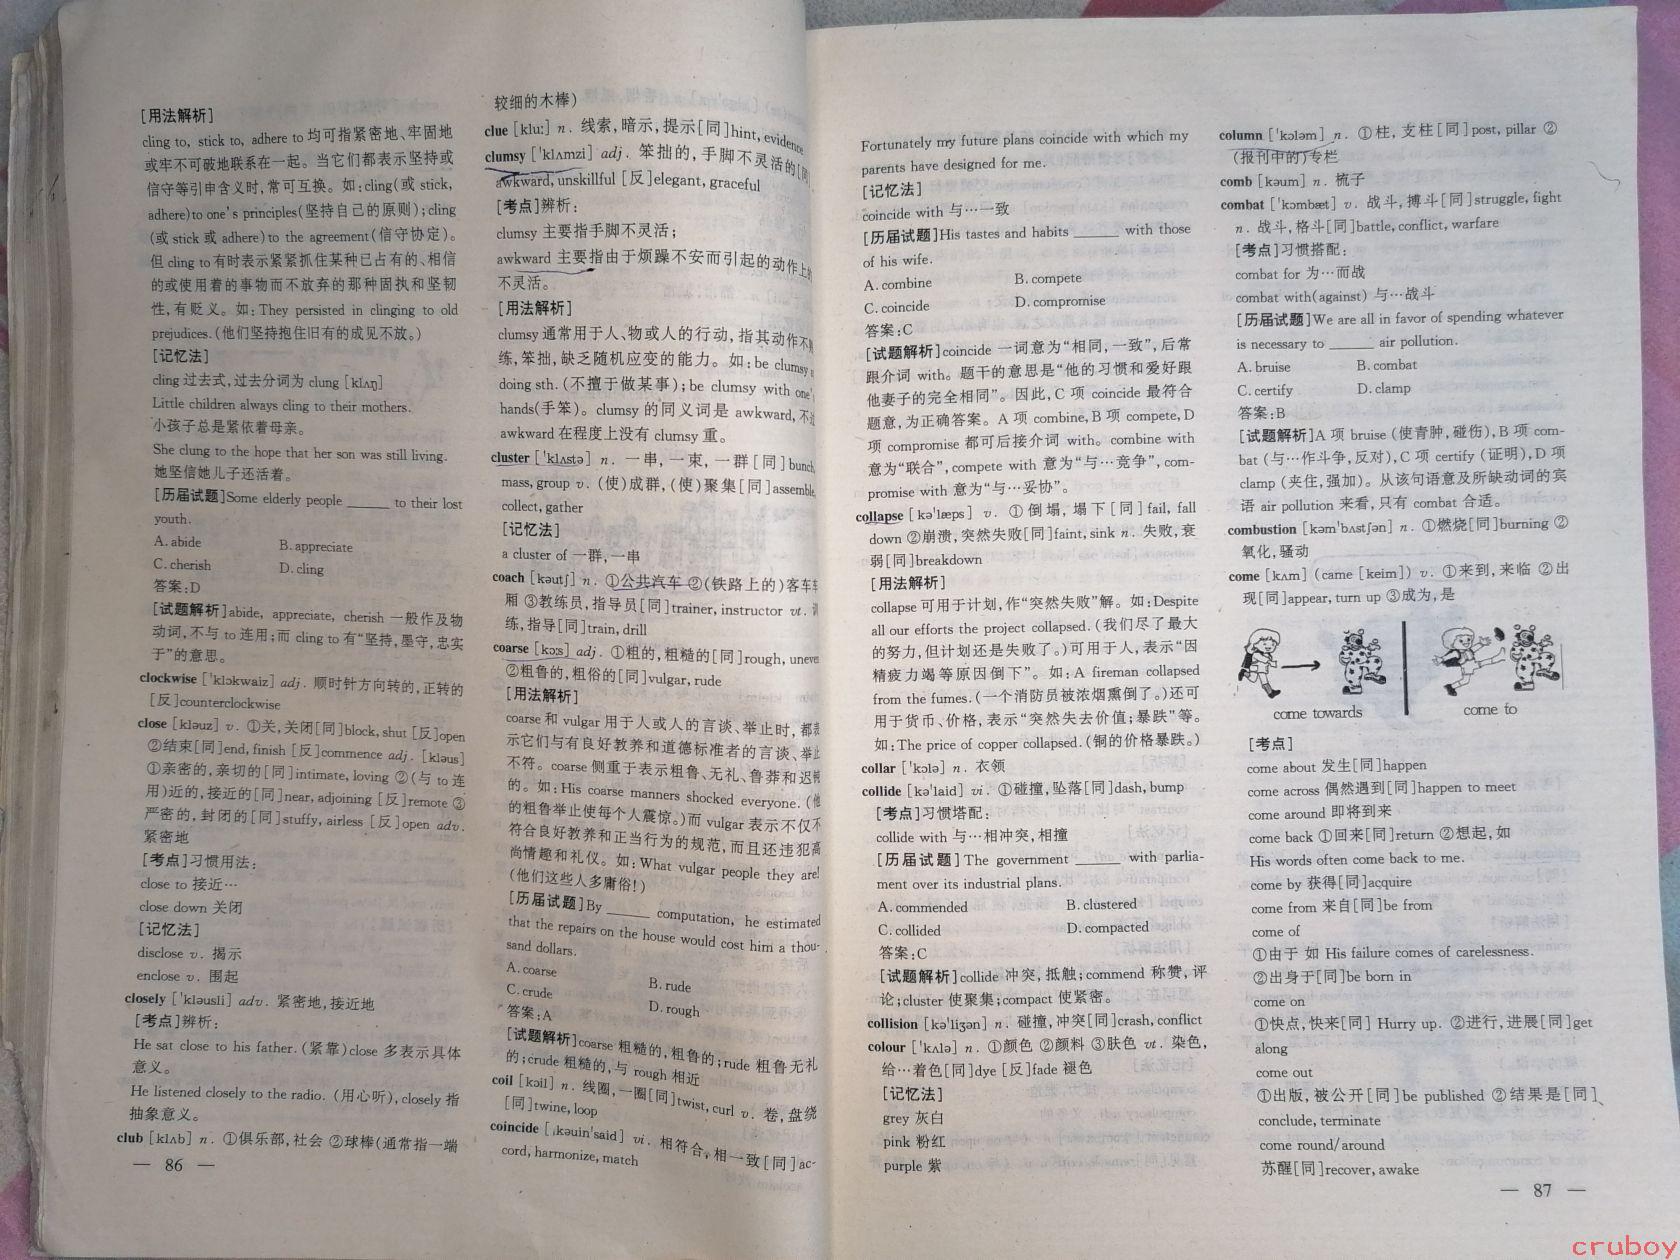 [用法解析]
cling to, stick to, adhere to 均可指紧密地、牢固地
或牢不可破地联系在一起。当它们都表示坚持或
信守等引申含义时,常可互换。如:cling(或 stick,
adhere)to one's principles(坚持自己的原则);cling
(或 stick 或 adhere)to the agreement(信守协定)。
但 cling to 有时表示紧紧抓住某种已占有的、相信
的或使用着的事物而不放弃的那种固执和坚韧
性,有贬义。如:They persisted in clinging to old
prejudices.(他们坚持抱住旧有的成见不放。)
[记忆法]
cling 过去式,过去分词为 clung [klʌŋ]
Little children always cling to their mothers.
小孩子总是紧依着母亲。
She clung to the hope that her son was still living.
她坚信她儿子还活着。
[历届试题]Some elderly people ______ to their lost
youth.
A. abide B. appreciate
C. cherish D. cling
答案:D
[试题解析]abide, appreciate, cherish 一般作及物
动词,不与 to 连用;而 cling to 有“坚持,墨守,忠实
于”的意思。
clockwise ['klɔkwaiz] adj. 顺时针方向转的,正转的
[反]counterclockwise
close [kləuz] v. ①关,关闭[同]block, shut [反]open
②结束[同]end, finish [反]commence adj. [kləus]
①亲密的,亲切的[同]intimate, loving ②(与 to 连
用)近的,接近的[同]near, adjoining [反]remote ③
严密的,封闭的[同]stuffy, airless [反]open adv.
紧密地
[考点]习惯用法:
close to 接近…
close down 关闭
[记忆法]
disclose v. 揭示
enclose v. 围起
closely ['kləusli] adv. 紧密地,接近地
[考点]辨析:
He sat close to his father.(紧靠)close 多表示具体
意义。
He listened closely to the radio. (用心听),closely 指
抽象意义。
club [klʌb] n. ①俱乐部,社会 ②球棒(通常指一端
— 86 —
较细的木棒)
clue [klu:] n. 线索,暗示,提示[同]hint, evidence
clumsy ['klʌmzi] adj. 笨拙的,手脚不灵活的[同]
awkward, unskillful [反]elegant, graceful
[考点]辨析:
clumsy 主要指手脚不灵活;
awkward 主要指由于烦躁不安而引起的动作上的
不灵活。
[用法解析]
clumsy 通常用于人、物或人的行动,指其动作不
练,笨拙,缺乏随机应变的能力。如:be clumsy
doing sth.(不擅于做某事);be clumsy with one's
hands(手笨)。clumsy 的同义词是 awkward,不过
awkward 在程度上没有 clumsy 重。
cluster ['klʌstə] n. 一串,一束,一群[同]bunch,
mass, group v. (使)成群,(使)聚集[同]assemble,
collect, gather
[记忆法]
a cluster of 一群,一串
coach [kəutʃ] n. ①公共汽车 ②(铁路上的)客车车
厢 ③教练员,指导员[同]trainer, instructor vt. 训
练,指导[同]train, drill
coarse [kɔ:s] adj. ①粗的,粗糙的[同]rough, uneven
②粗鲁的,粗俗的[同]vulgar, rude
[用法解析]
coarse 和 vulgar 用于人或人的言谈、举止时,都表
示它们与有良好教养和道德标准者的言谈、举止
不符。coarse 侧重于表示粗鲁、无礼、鲁莽和迟
的。如:His coarse manners shocked everyone.(他
的粗鲁举止使每个人震惊。)而 vulgar 表示不仅不
符合良好教养和正当行为的规范,而且还违犯高
尚情趣和礼仪。如:What vulgar people they are!
(他们这些人多庸俗!)
[历届试题]By ______ computation, he estimated
that the repairs on the house would cost him a thou-
sand dollars.
A. coarse B. rude
C. crude D. rough
答案:A
[试题解析]coarse 粗糙的,粗鲁的;rude 粗鲁无礼
的;crude 粗糙的,与 rough 相近
coil [kɔil] n. 线圈,一圈[同]twist, curl v. 卷,盘绕
[同]twine, loop
coincide [ˌkəuin'said] vi. 相符合,相一致[同]ac-
cord, harmonize, match
Fortunately my future plans coincide with which my
parents have designed for me.
[记忆法]
coincide with 与…一致
[历届试题]His tastes and habits ______ with those
of his wife.
A. combine B. compete
C. coincide D. compromise
答案:C
[试题解析]coincide 一词意为“相同,一致”,后常
跟介词 with。题干的意思是“他的习惯和爱好跟
他妻子的完全相同”。因此,C 项 coincide 最符合
题意,为正确答案。A 项 combine,B 项 compete,D
项 compromise 都可后接介词 with。combine with
意为“联合”,compete with 意为“与…竞争”,com-
promise with 意为“与…妥协”。
collapse [kə'læps] v. ①倒塌,塌下[同]fail, fall
down ②崩溃,突然失败[同]faint, sink n. 失败,衰
弱[同]breakdown
[用法解析]
collapse 可用于计划,作“突然失败”解。如:Despite
all our efforts the project collapsed.(我们尽了最大
的努力,但计划还是失败了。)可用于人,表示“因
精疲力竭等原因倒下”。如:A fireman collapsed
from the fumes.(一个消防员被浓烟熏倒了。)还可
用于货币、价格,表示“突然失去价值;暴跌”等。
如:The price of copper collapsed.(铜的价格暴跌。)
collar ['kɔlə] n. 衣领
collide [kə'laid] vi. ①碰撞,坠落[同]dash, bump
[考点]习惯搭配:
collide with 与…相冲突,相撞
[历届试题]The government ______ with parlia-
ment over its industrial plans.
A. commended B. clustered
C. collided D. compacted
答案:C
[试题解析]collide 冲突,抵触;commend 称赞,评
论;cluster 使聚集;compact 使紧密。
collision [kə'liʒən] n. 碰撞,冲突[同]crash, conflict
colour ['kʌlə] n. ①颜色 ②颜料 ③肤色 vt. 染色,
给…着色[同]dye [反]fade 褪色
[记忆法]
grey 灰白
pink 粉红
purple 紫
column ['kɔləm] n. ①柱,支柱[同]post, pillar ②
(报刊中的)专栏
comb [kəum] n. 梳子
combat ['kɔmbæt] v. 战斗,搏斗[同]struggle, fight
n. 战斗,格斗[同]battle, conflict, warfare
[考点]习惯搭配:
combat for 为…而战
combat with(against) 与…战斗
[历届试题]We are all in favor of spending whatever
is necessary to ______ air pollution.
A. bruise B. combat
C. certify D. clamp
答案:B
[试题解析]A 项 bruise (使青肿,碰伤),B 项 com-
bat (与…作斗争,反对),C 项 certify (证明),D 项
clamp (夹住,强加)。从该句语意及所缺动词的宾
语 air pollution 来看,只有 combat 合适。
combustion [kəm'bʌstʃən] n. ①燃烧[同]burning ②
氧化,骚动
come [kʌm] (came [keim]) v. ①来到,来临 ②出
现[同]appear, turn up ③成为,是
come towards come to
[考点]
come about 发生[同]happen
come across 偶然遇到[同]happen to meet
come around 即将到来
come back ①回来[同]return ②想起,如
His words often come back to me.
come by 获得[同]acquire
come from 来自[同]be from
come of
①由于 如 His failure comes of carelessness.
②出身于[同]be born in
come on
①快点,快来[同] Hurry up. ②进行,进展[同]get
along
come out
①出版,被公开[同]be published ②结果是[同]
conclude, terminate
come round/around
苏醒[同]recover, awake
— 87 —
cruboy